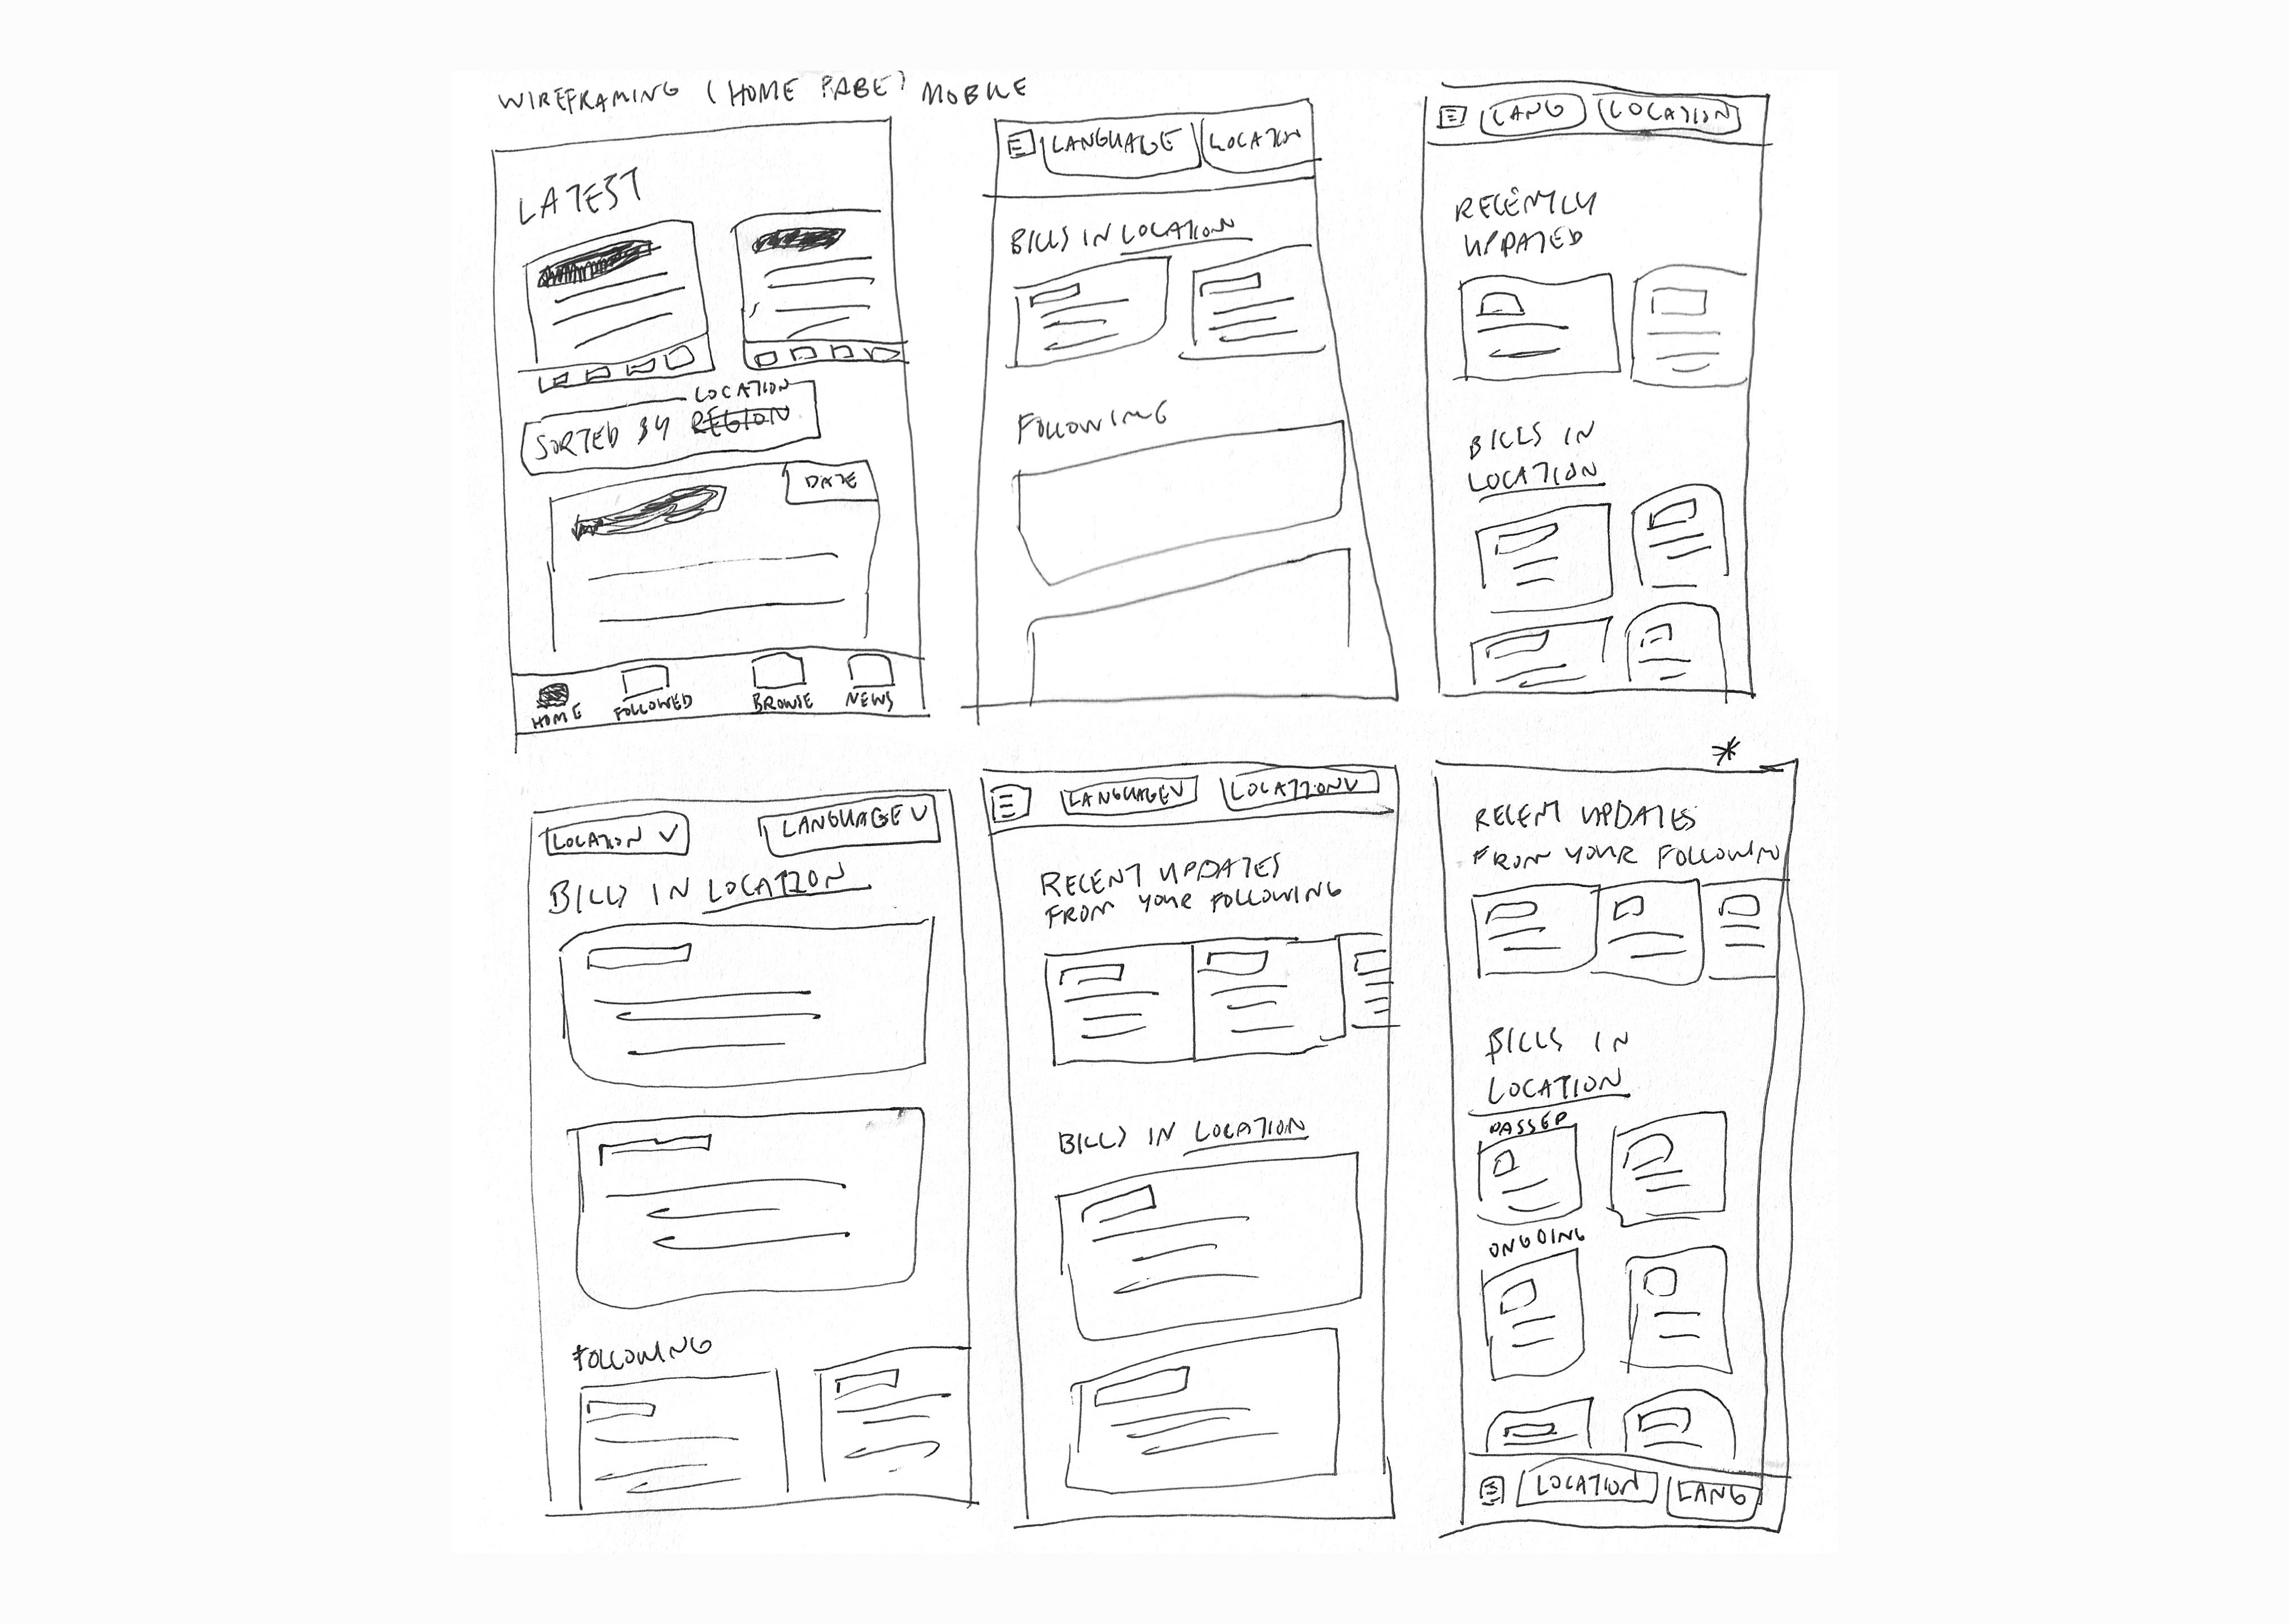 WIREFRAMING (HOME PAGE) MOBILE
LATEST
LOCATION
SORTED BY REGION
DATE
HOME FOLLOWED BROWSE NEWS
LANGUAGE LOCATION
BILLS IN LOCATION
FOLLOWING
LANG LOCATION
RECENTLY
UPDATED
BILLS IN
LOCATION
LOCATION V LANGUAGE V
BILLS IN LOCATION
FOLLOWING
LANGUAGE V LOCATION V
RECENT UPDATES
FROM YOUR FOLLOWING
BILLS IN LOCATION
*
RECENT UPDATES
FROM YOUR FOLLOWING
BILLS IN
LOCATION
PASSED
ONGOING
LOCATION LANG